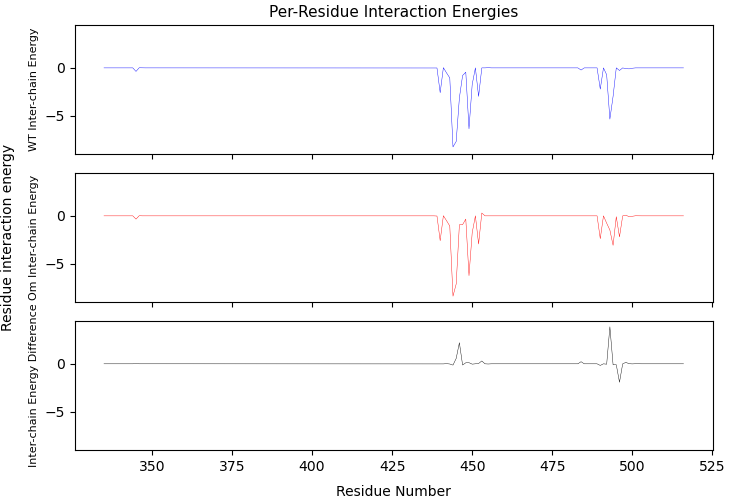 Per-Residue Interaction Energies
Residue interaction energy
WT Inter-chain Energy
0
−5
Om Inter-chain Energy
0
−5
Inter-chain Energy Difference
0
−5
350
375
400
425
450
475
500
525
Residue Number